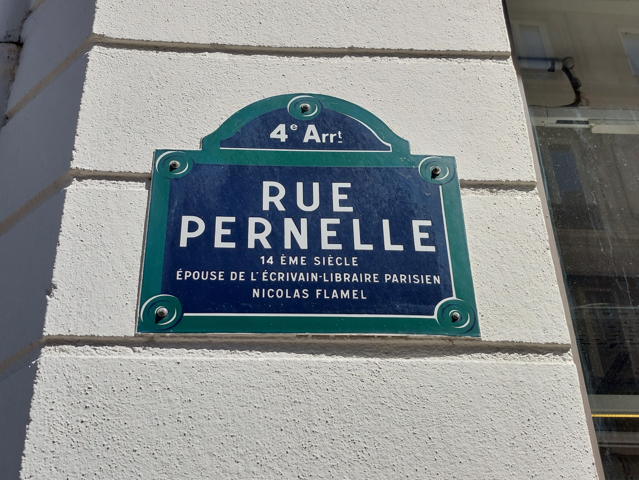 4e Arrt
RUE
PERNELLE
14 ÈME SIÈCLE
ÉPOUSE DE L'ÉCRIVAIN-LIBRAIRE PARISIEN
NICOLAS FLAMEL